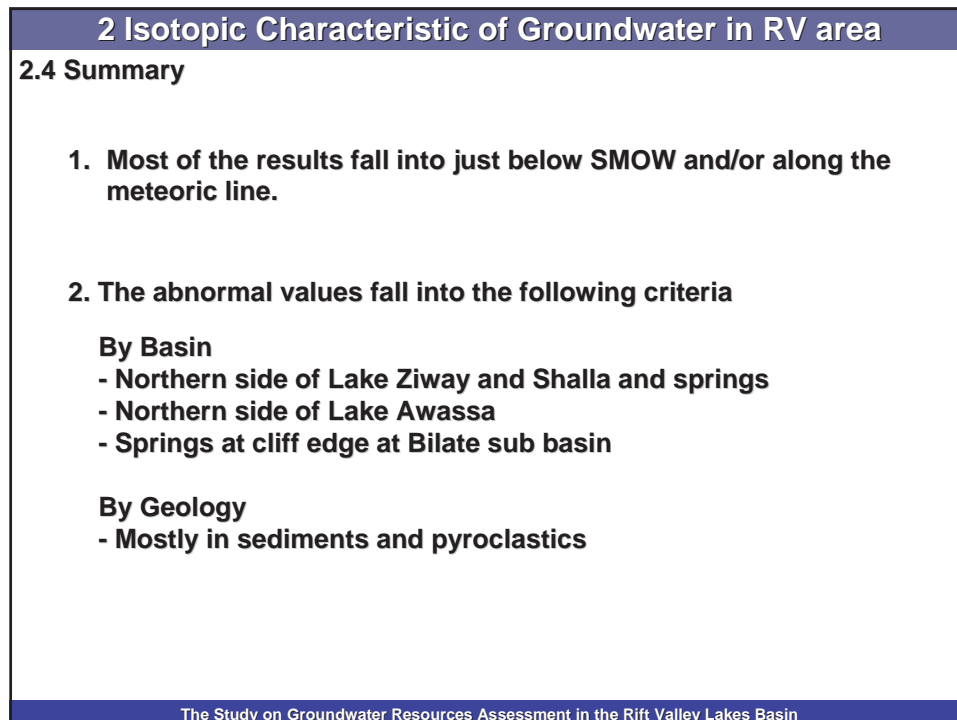 2 Isotopic Characteristic of Groundwater in RV area
2.4 Summary
1. Most of the results fall into just below SMOW and/or along the
meteoric line.
2. The abnormal values fall into the following criteria
By Basin
- Northern side of Lake Ziway and Shalla and springs
- Northern side of Lake Awassa
- Springs at cliff edge at Bilate sub basin
By Geology
- Mostly in sediments and pyroclastics
The Study on Groundwater Resources Assessment in the Rift Valley Lakes Basin